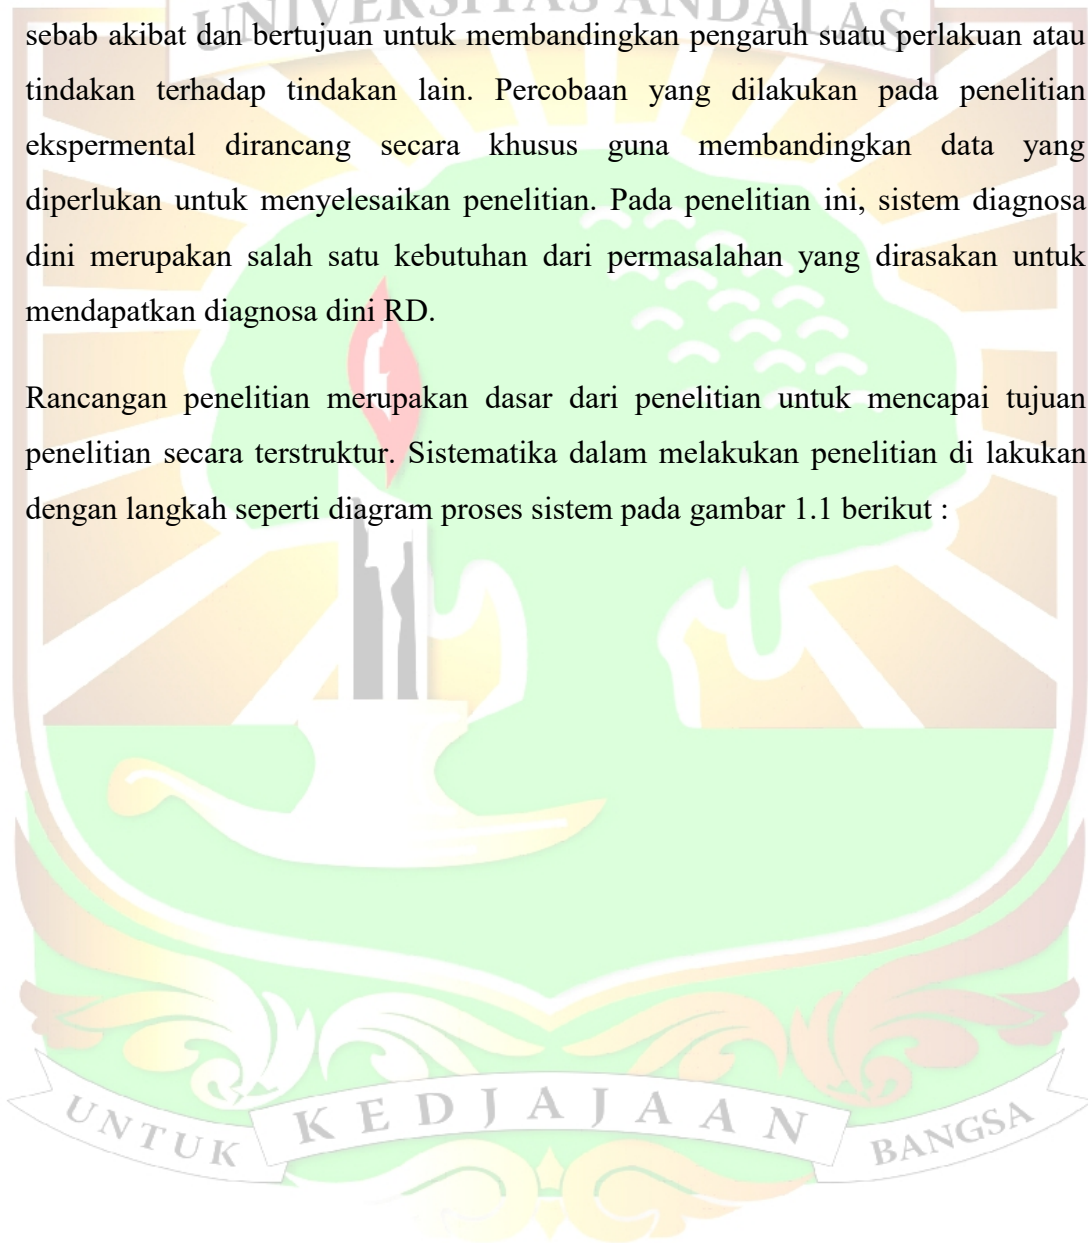 UNIVERSITAS ANDALAS
sebab akibat dan bertujuan untuk membandingkan pengaruh suatu perlakuan atau
tindakan terhadap tindakan lain. Percobaan yang dilakukan pada penelitian
ekspermental dirancang secara khusus guna membandingkan data yang
diperlukan untuk menyelesaikan penelitian. Pada penelitian ini, sistem diagnosa
dini merupakan salah satu kebutuhan dari permasalahan yang dirasakan untuk
mendapatkan diagnosa dini RD.
Rancangan penelitian merupakan dasar dari penelitian untuk mencapai tujuan
penelitian secara terstruktur. Sistematika dalam melakukan penelitian di lakukan
dengan langkah seperti diagram proses sistem pada gambar 1.1 berikut :
UNTUK KEDJAJAAN BANGSA